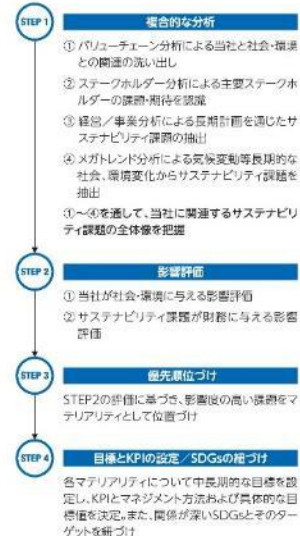 STEP 1
複合的な分析
① バリューチェーン分析による当社と社会・環境
との関連の洗い出し
② ステークホルダー分析による主要ステークホ
ルダーの課題・期待を認識
③ 経営／事業分析による長期計画を通じたサ
ステナビリティ課題の抽出
④ メガトレンド分析による気候変動等長期的な
社会、環境変化からサステナビリティ課題を
抽出
①～④を通して、当社に関連するサステナビリ
ティ課題の全体像を把握
STEP 2
影響評価
① 当社が社会・環境に与える影響評価
② サステナビリティ課題が財務に与える影響
評価
STEP 3
優先順位づけ
STEP2の評価に基づき、影響度の高い課題をマ
テリアリティとして位置づけ
STEP 4
目標とKPIの設定／SDGsの紐づけ
各マテリアリティについて中長期的な目標を設
定し、KPIとマネジメント方法および具体的な目
標値を決定。また、関係が深いSDGsとそのター
ゲットを紐づけ